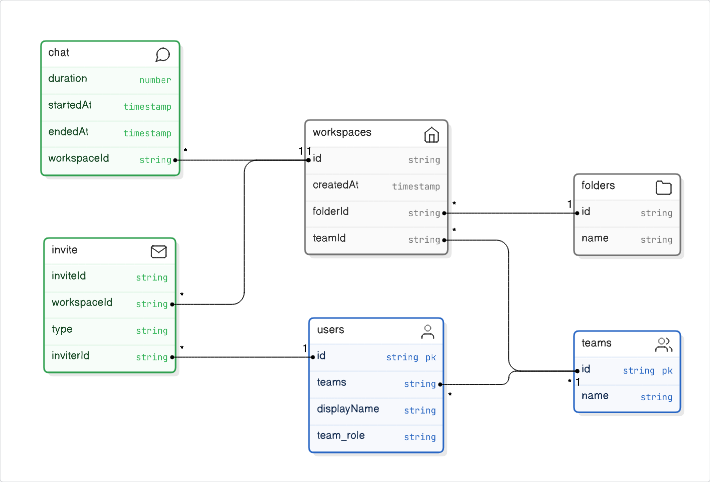 chat
duration number
startedAt timestamp
endedAt timestamp
workspaceId string
*
1 1
workspaces
id string
createdAt timestamp
folderId string
teamId string
*
*
1
folders
id string
name string
invite
inviteId string
workspaceId string
type string
inviterId string
*
*
1
users
id string pk
teams string
displayName string
team_role string
*
teams
id string pk
name string
* 1